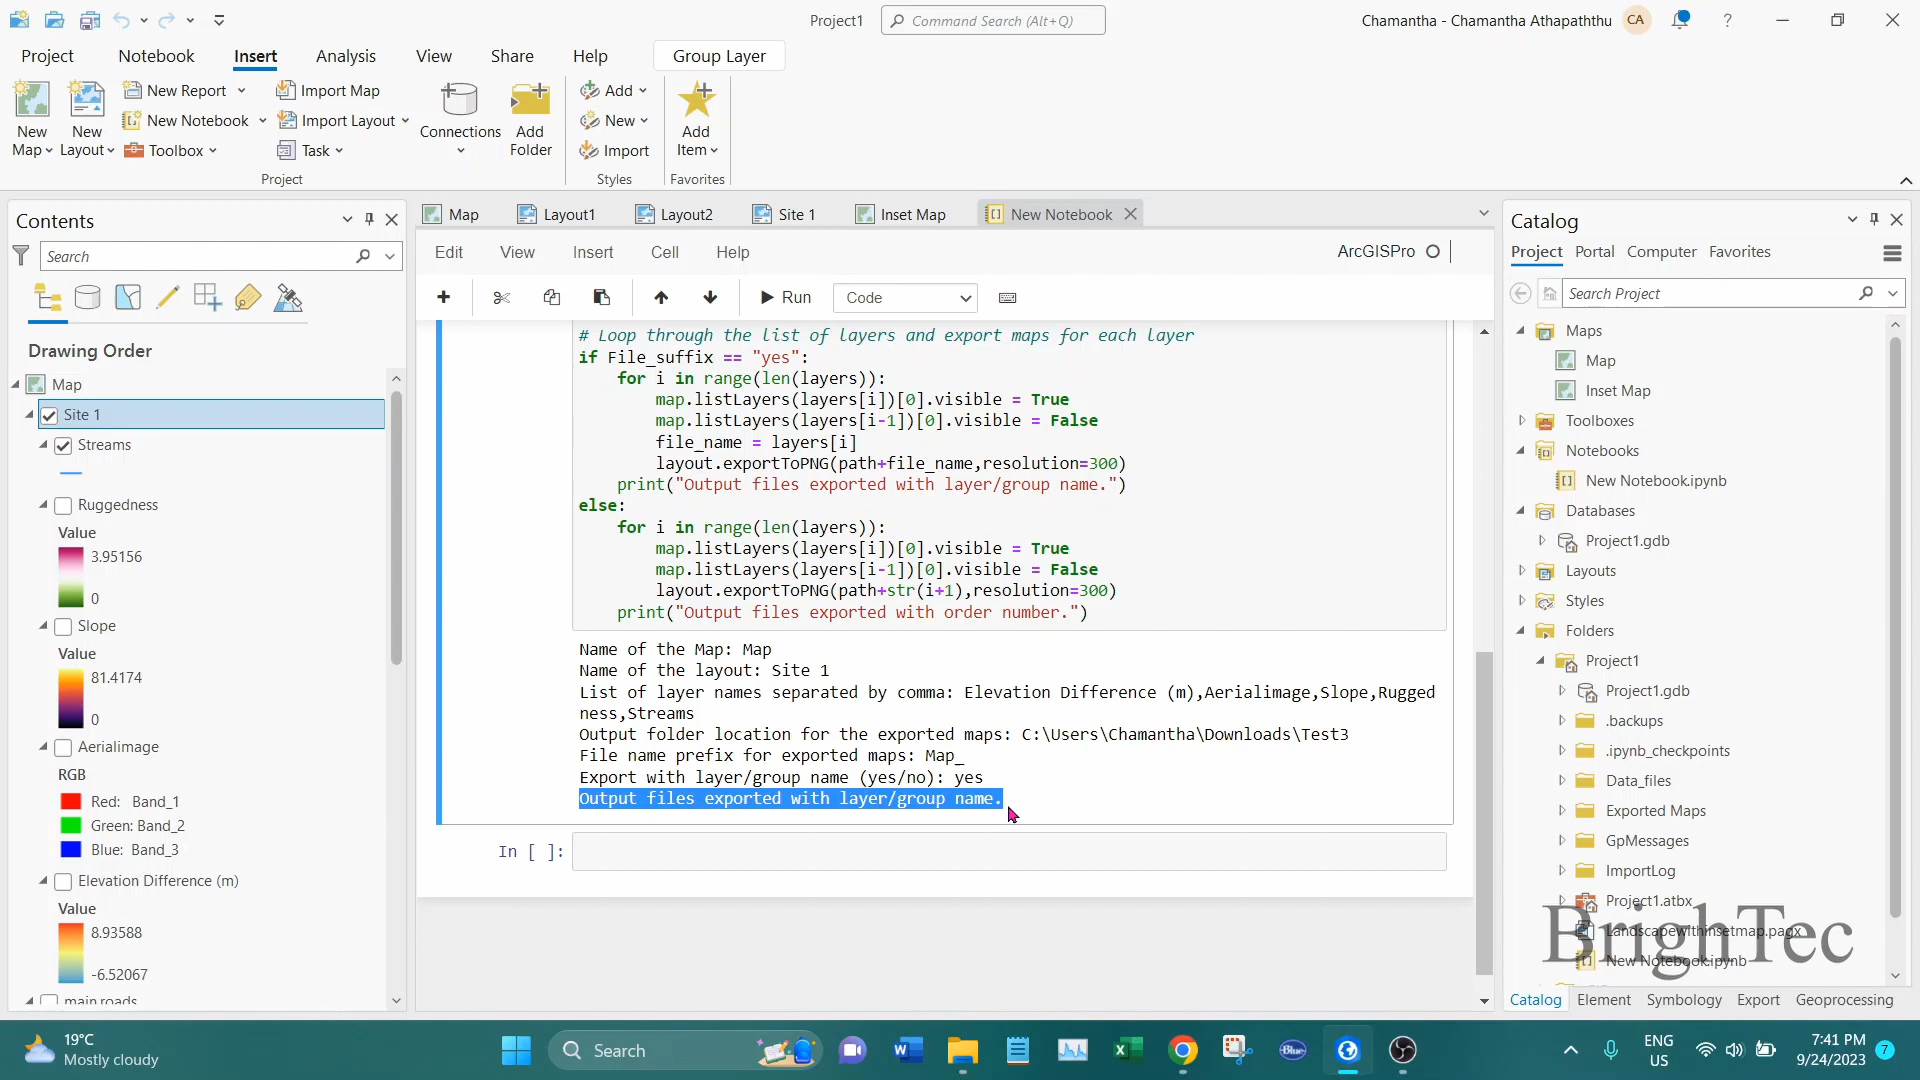 Project1
Command Search (Alt+Q)
Chamantha - Chamantha Athapaththu
CA
?
Project
Notebook
Insert
Analysis
View
Share
Help
Group Layer
New Map
New Layout
New Report
New Notebook
Toolbox
Import Map
Import Layout
Task
Connections
Add Folder
Add
New
Import
Add Item
Project
Styles
Favorites
Contents
Search
Drawing Order
Map
Site 1
Streams
Ruggedness
Value
3.95156
0
Slope
Value
81.4174
0
Aerialimage
RGB
Red: Band_1
Green: Band_2
Blue: Band_3
Elevation Difference (m)
Value
8.93588
-6.52067
main roads
Map
Layout1
Layout2
Site 1
Inset Map
New Notebook
Edit
View
Insert
Cell
Help
ArcGISPro
Run
Code
# Loop through the list of layers and export maps for each layer
if File_suffix == "yes":
for i in range(len(layers)):
map.listLayers(layers[i])[0].visible = True
map.listLayers(layers[i-1])[0].visible = False
file_name = layers[i]
layout.exportToPNG(path+file_name,resolution=300)
print("Output files exported with layer/group name.")
else:
for i in range(len(layers)):
map.listLayers(layers[i])[0].visible = True
map.listLayers(layers[i-1])[0].visible = False
layout.exportToPNG(path+str(i+1),resolution=300)
print("Output files exported with order number.")
Name of the Map: Map
Name of the layout: Site 1
List of layer names separated by comma: Elevation Difference (m),Aerialimage,Slope,Rugged
ness,Streams
Output folder location for the exported maps: C:\Users\Chamantha\Downloads\Test3
File name prefix for exported maps: Map_
Export with layer/group name (yes/no): yes
Output files exported with layer/group name.
In [ ]:
Catalog
Project
Portal
Computer
Favorites
Search Project
Maps
Map
Inset Map
Toolboxes
Notebooks
New Notebook.ipynb
Databases
Project1.gdb
Layouts
Styles
Folders
Project1
Project1.gdb
.backups
.ipynb_checkpoints
Data_files
Exported Maps
GpMessages
ImportLog
Project1.atbx
Landscapewithinsetmap.pagx
New Notebook.ipynb
BrighTec
Catalog
Element
Symbology
Export
Geoprocessing
19°C
Mostly cloudy
Search
Blue
ENG
US
7:41 PM
9/24/2023
7